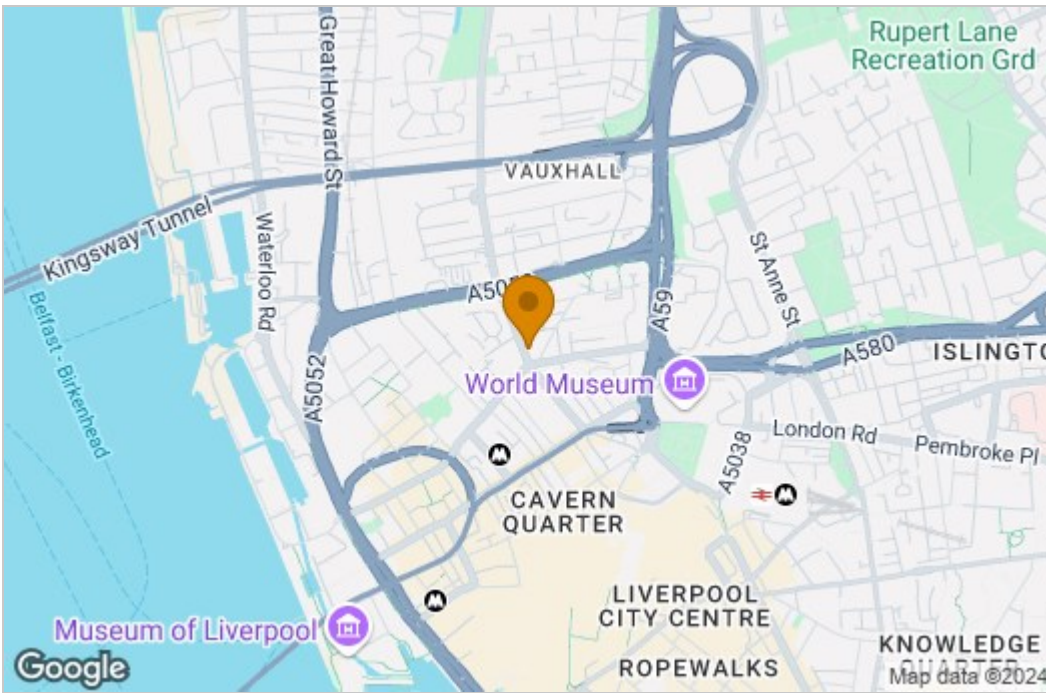 Rupert Lane
Recreation Grd
Great Howard St
VAUXHALL
Kingsway Tunnel
Waterloo Rd
St Anne St
Belfast - Birkenhead
A59
A580
ISLINGTO
A5052
World Museum
London Rd
Pembroke Pl
A5038
CAVERN
QUARTER
LIVERPOOL
CITY CENTRE
Museum of Liverpool
KNOWLEDGE
ROPEWALKS
Google
Map data ©2024